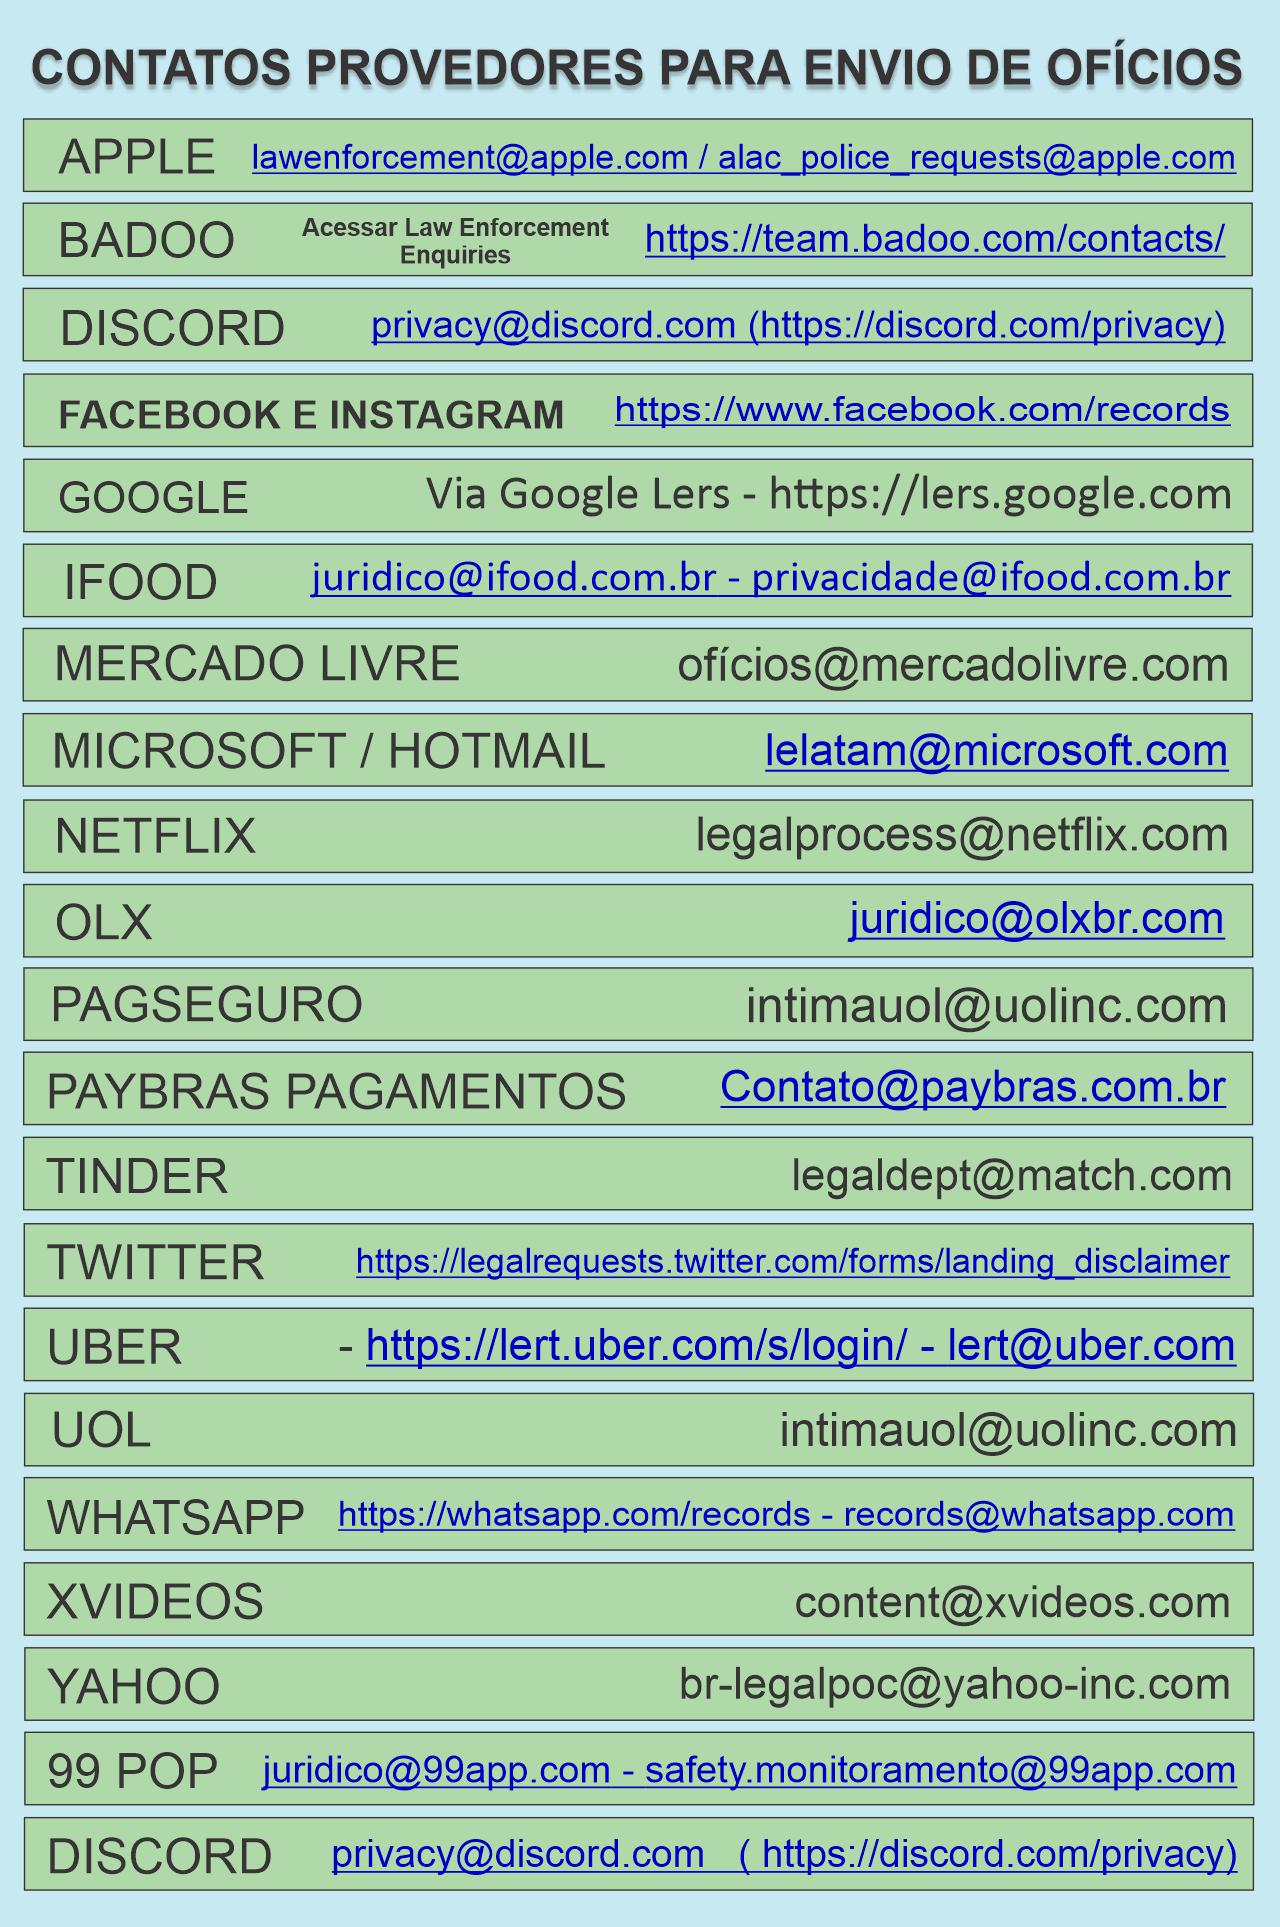 CONTATOS PROVEDORES PARA ENVIO DE OFÍCIOS
APPLE lawenforcement@apple.com / alac_police_requests@apple.com
BADOO Acessar Law Enforcement Enquiries https://team.badoo.com/contacts/
DISCORD privacy@discord.com (https://discord.com/privacy)
FACEBOOK E INSTAGRAM https://www.facebook.com/records
GOOGLE Via Google Lers - https://lers.google.com
IFOOD juridico@ifood.com.br - privacidade@ifood.com.br
MERCADO LIVRE ofícios@mercadolivre.com
MICROSOFT / HOTMAIL lelatam@microsoft.com
NETFLIX legalprocess@netflix.com
OLX juridico@olxbr.com
PAGSEGURO intimauol@uolinc.com
PAYBRAS PAGAMENTOS Contato@paybras.com.br
TINDER legaldept@match.com
TWITTER https://legalrequests.twitter.com/forms/landing_disclaimer
UBER - https://lert.uber.com/s/login/ - lert@uber.com
UOL intimauol@uolinc.com
WHATSAPP https://whatsapp.com/records - records@whatsapp.com
XVIDEOS content@xvideos.com
YAHOO br-legalpoc@yahoo-inc.com
99 POP juridico@99app.com - safety.monitoramento@99app.com
DISCORD privacy@discord.com ( https://discord.com/privacy)